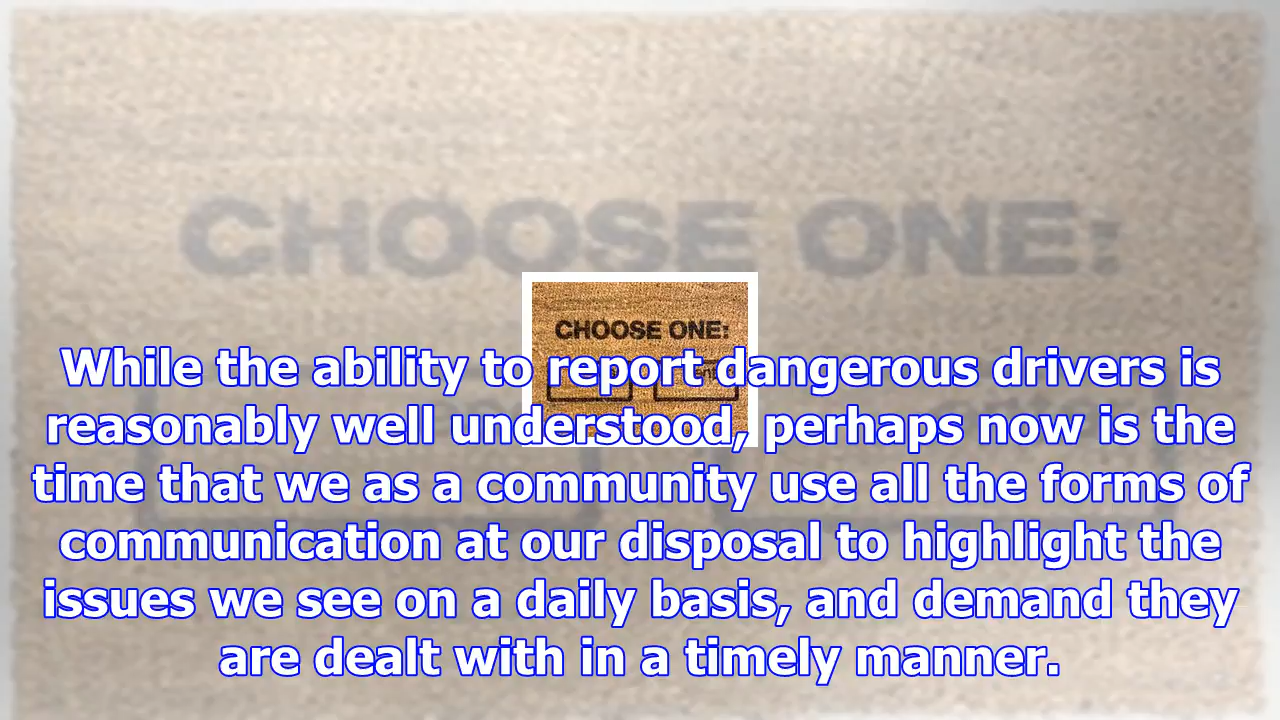 CHOOSE ONE:
CHOOSE ONE:
While the ability to report dangerous drivers is
reasonably well understood, perhaps now is the
time that we as a community use all the forms of
communication at our disposal to highlight the
issues we see on a daily basis, and demand they
are dealt with in a timely manner.